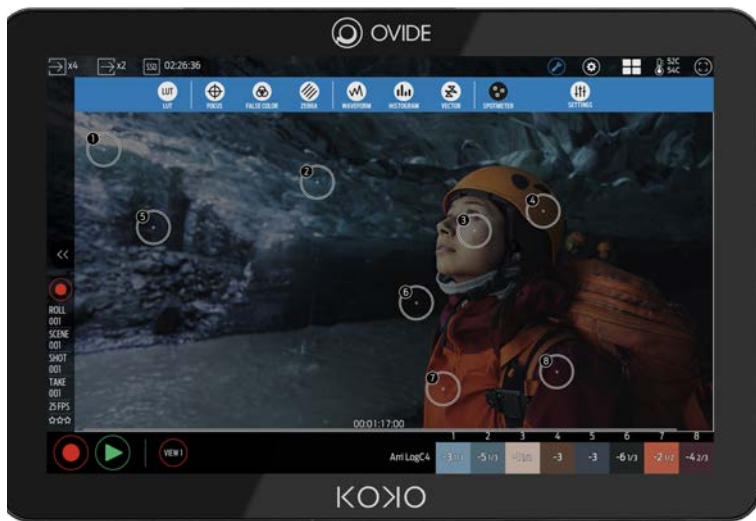 OVIDE
x4 x2 SSD 02:26:36 52C
54C
LUT
LUT FOCUS FALSE COLOR ZEBRA WAVEFORM HISTOGRAM VECTOR SPOTMETER SETTINGS
1
2
5
4
3
6
7
8
<<
ROLL
001
SCENE
001
SHOT
001
TAKE
001
25 FPS
00:01:17:00
1 2 3 4 5 6 7 8
VIEW 1 Arri LogC4 -5 1/3 -3 -3 -6 1/3 -2 1/2 -4 2/3
KOKO